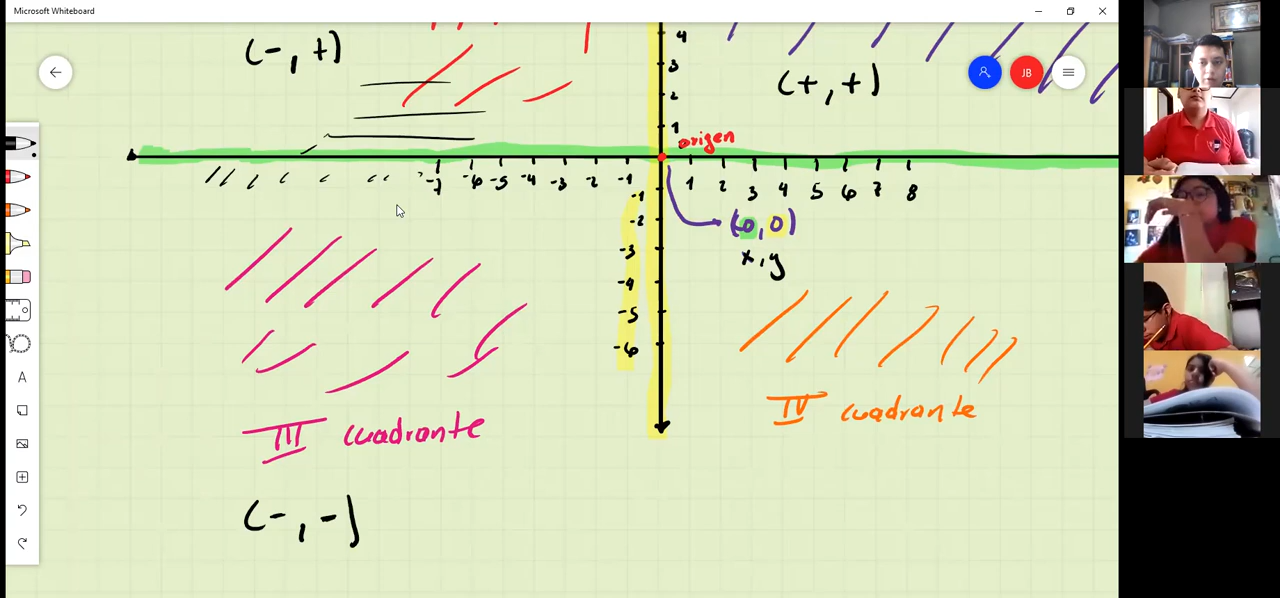 Microsoft Whiteboard
(-, +)
(+, +)
JB
4
3
2
1
origen
-7 -6 -5 -4 -3 -2 -1
1 2 3 4 5 6 7 8
-1
-2
-3
-4
-5
-6
(0, 0)
x, y
III cuadrante
IV cuadrante
(-, -)
A